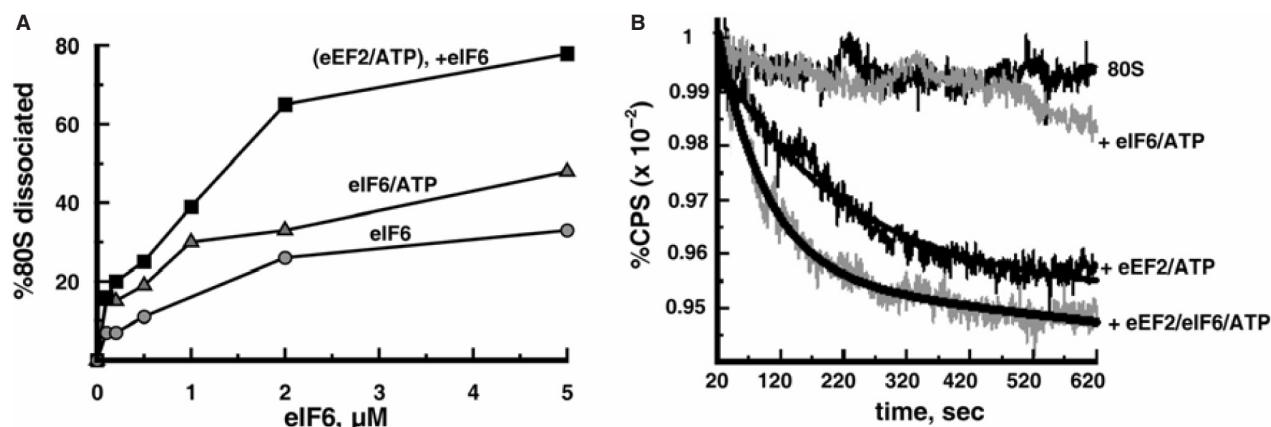 A
%80S dissociated
80
60
40
20
(eEF2/ATP), +eIF6
eIF6/ATP
eIF6
0 1 2 3 4 5
eIF6, µM
B
%CPS (x 10⁻²)
1
0.99
0.98
0.97
0.96
0.95
80S
+ eIF6/ATP
+ eEF2/ATP
+ eEF2/eIF6/ATP
20 120 220 320 420 520 620
time, sec